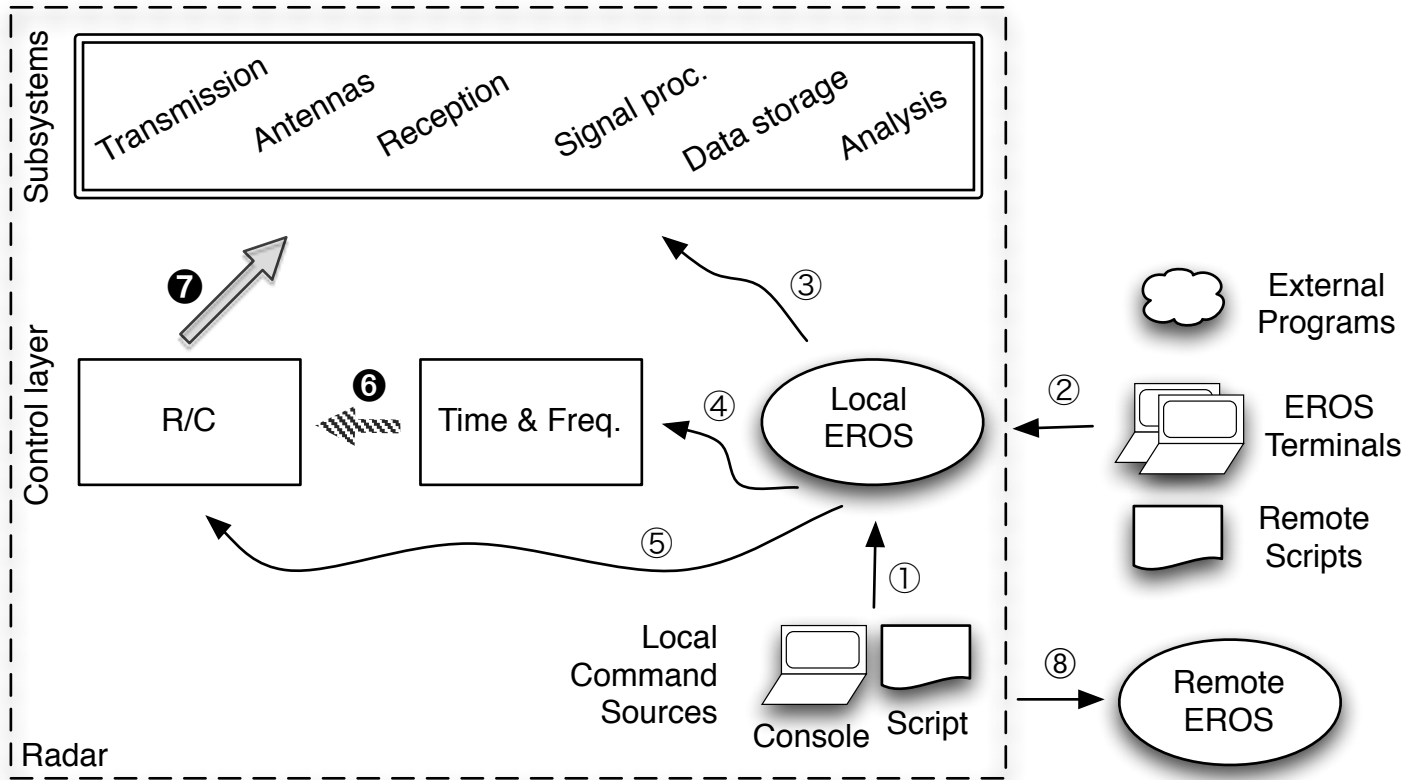 Subsystems
Transmission
Antennas
Reception
Signal proc.
Data storage
Analysis
❼
③
External
Programs
Control layer
R/C
❻
Time & Freq.
④
Local
EROS
②
EROS
Terminals
⑤
Remote
Scripts
①
Local
Command
Sources
Console
Script
⑧
Remote
EROS
Radar